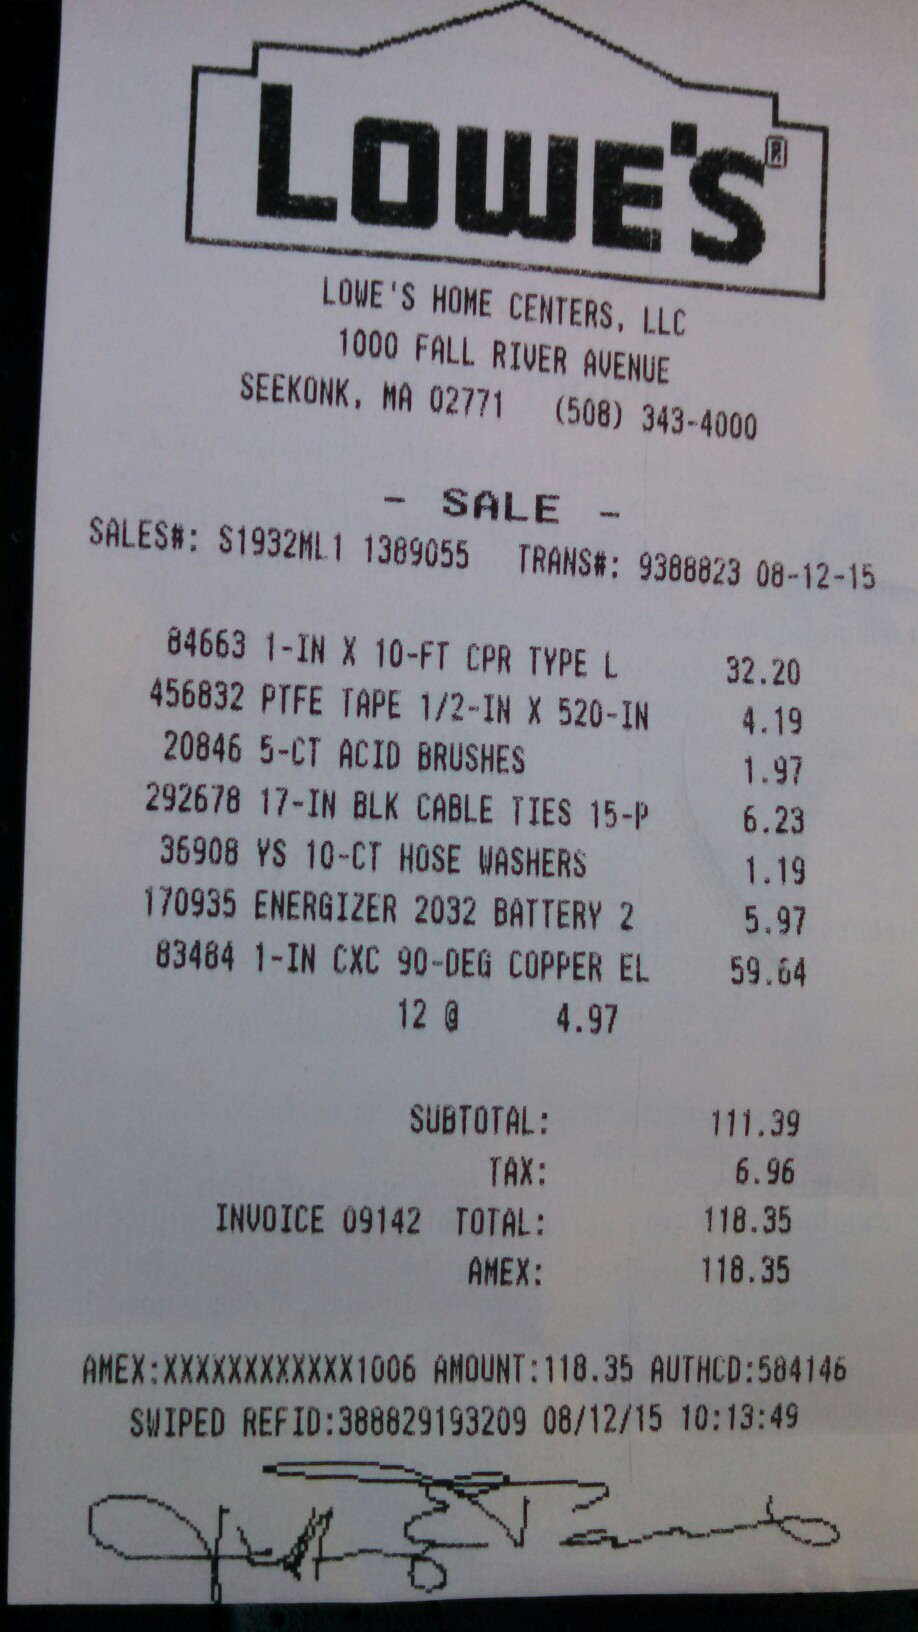 LOWE'S®
LOWE'S HOME CENTERS, LLC
1000 FALL RIVER AVENUE
SEEKONK, MA 02771 (508) 343-4000
- SALE -
SALES#: S1932ML1 1389055 TRANS#: 9388823 08-12-15
84663 1-IN X 10-FT CPR TYPE L 32.20
456832 PTFE TAPE 1/2-IN X 520-IN 4.19
20846 5-CT ACID BRUSHES 1.97
292678 17-IN BLK CABLE TIES 15-P 6.23
36908 YS 10-CT HOSE WASHERS 1.19
170935 ENERGIZER 2032 BATTERY 2 5.97
83484 1-IN CXC 90-DEG COPPER EL 59.64
12 @ 4.97
SUBTOTAL: 111.39
TAX: 6.96
INVOICE 09142 TOTAL: 118.35
AMEX: 118.35
AMEX:XXXXXXXXXXXX1006 AMOUNT:118.35 AUTHCD:584146
SWIPED REFID:388829193209 08/12/15 10:13:49